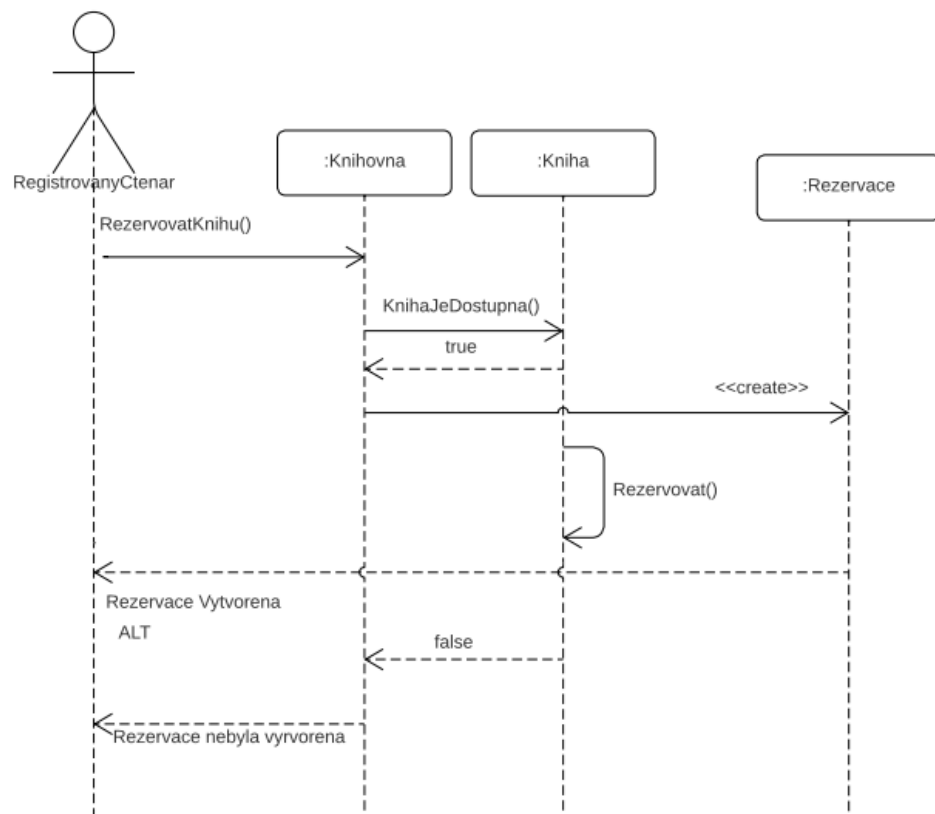 :Knihovna
:Kniha
:Rezervace
RegistrovanyCtenar
RezervovatKnihu()
KnihaJeDostupna()
true
<<create>>
Rezervovat()
Rezervace Vytvorena
ALT
false
Rezervace nebyla vyrvorena